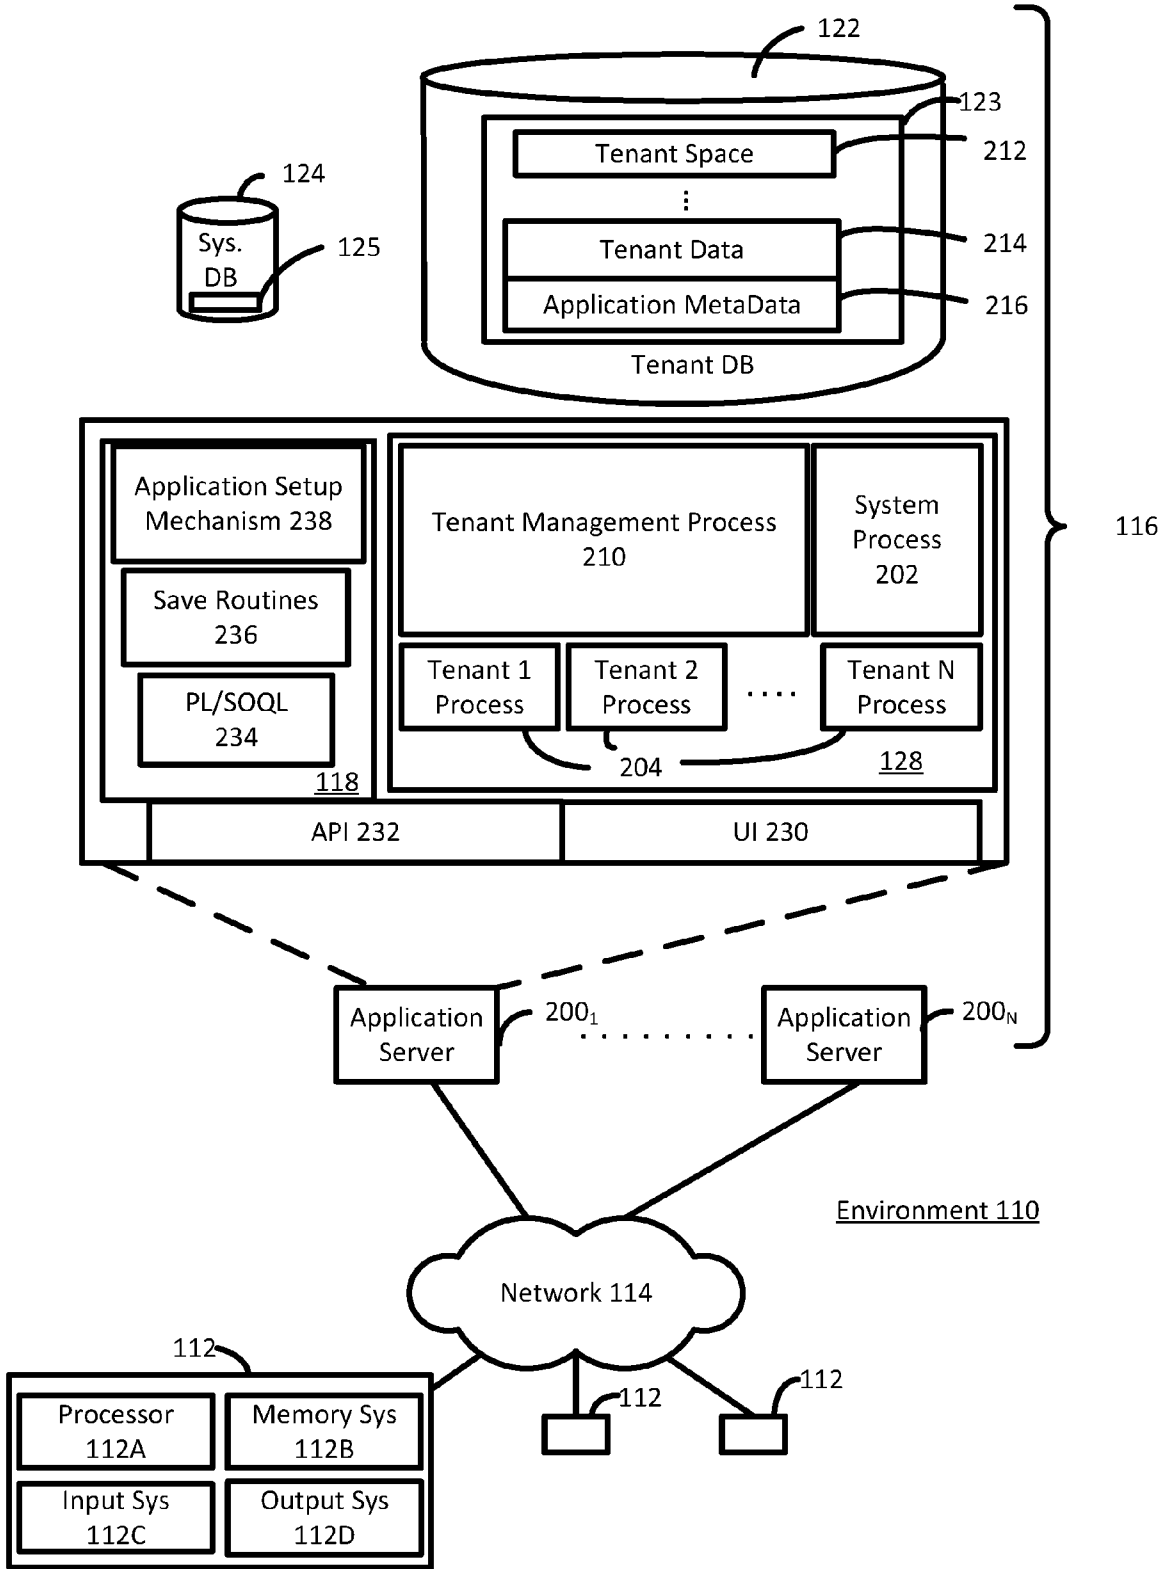 122
123
Tenant Space
212
124
Sys.
DB
125
Tenant Data
214
Application MetaData
216
Tenant DB
Application Setup
Mechanism 238
Tenant Management Process
210
System
Process
202
116
Save Routines
236
Tenant 1
Process
Tenant 2
Process
Tenant N
Process
PL/SOQL
234
204
128
118
API 232
UI 230
Application
Server
200₁
Application
Server
200N
Environment 110
Network 114
112
112
112
Processor
112A
Memory Sys
112B
Input Sys
112C
Output Sys
112D